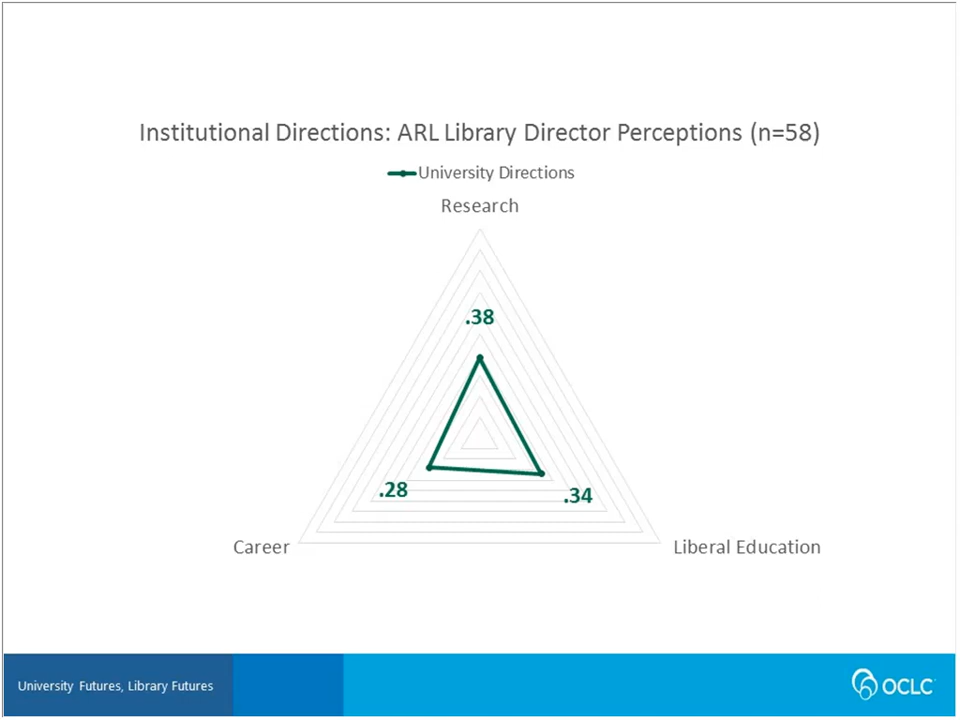 Institutional Directions: ARL Library Director Perceptions (n=58)
University Directions
Research
.38
.28
.34
Career
Liberal Education
University Futures, Library Futures
OCLC